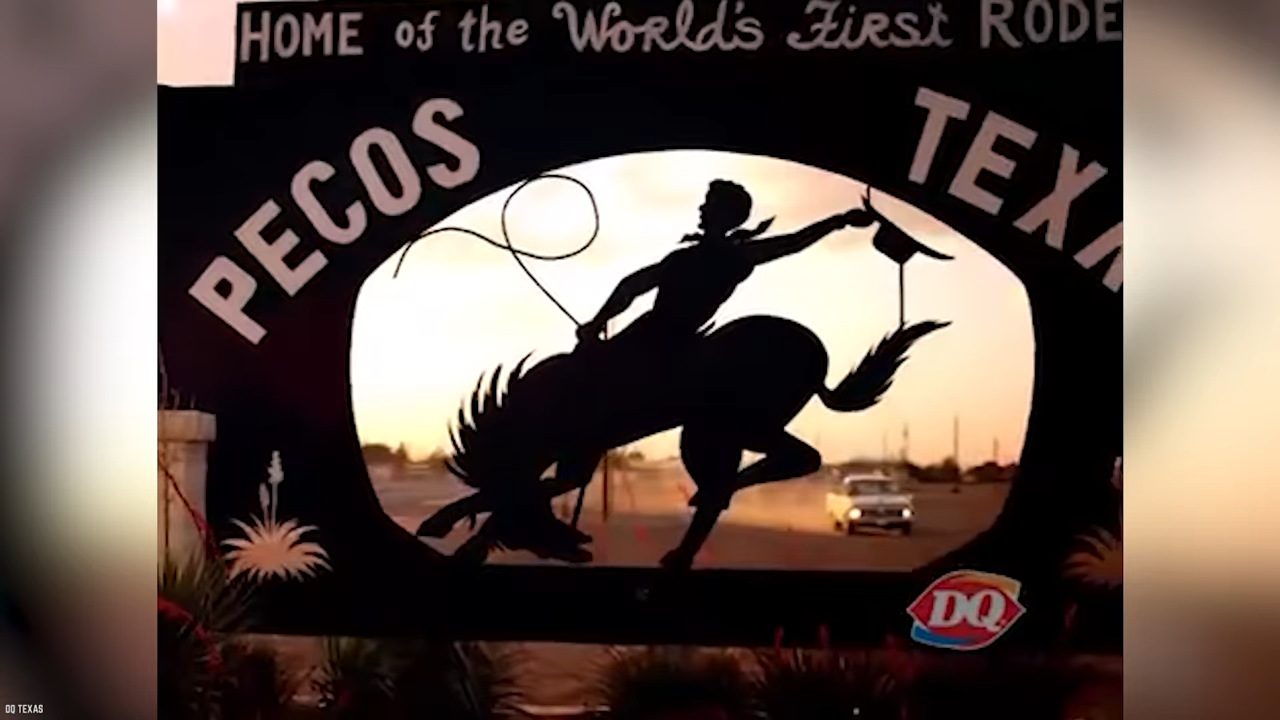 HOME of the World's First RODE
PECOS
TEXA
DQ
DQ TEXAS